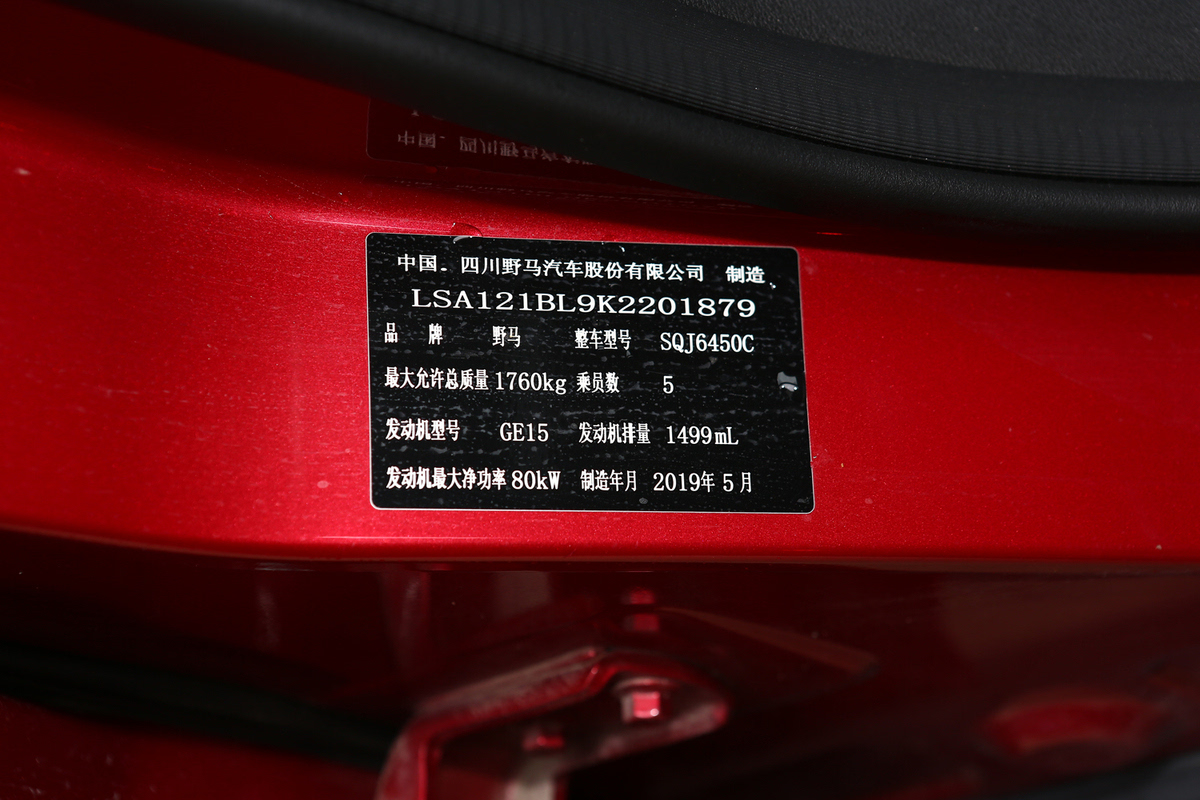 中国.四川野马汽车股份有限公司 制造
LSA121BL9K2201879
品 牌 野马 整车型号 SQJ6450C
最大允许总质量 1760kg 乘员数 5
发动机型号 GE15 发动机排量 1499mL
发动机最大净功率 80kW 制造年月 2019年5月